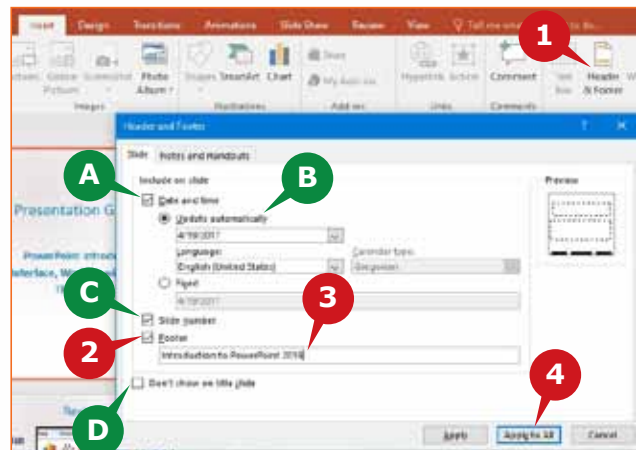 Insert Design Transitions Animations Slide Show Review View Tell me what
1
Pictures Online Screenshot Photo Shapes SmartArt Chart Store Hyperlink Action Comment Text Header
Pictures Album My Add-ins Box & Footer
Images Illustrations Add-ins Links Comments
Header and Footer ? ×
Slide Notes and Handouts
A
Include on slide
Preview
B
Date and time
Update automatically
4/19/2017
Presentation G
Language: Calendar type:
English (United States) Gregorian
C
Fixed
4/19/2017
3
Slide number
2
Footer
Introduction to PowerPoint 2016
4
Don't show on title slide
D
Apply Apply to All Cancel